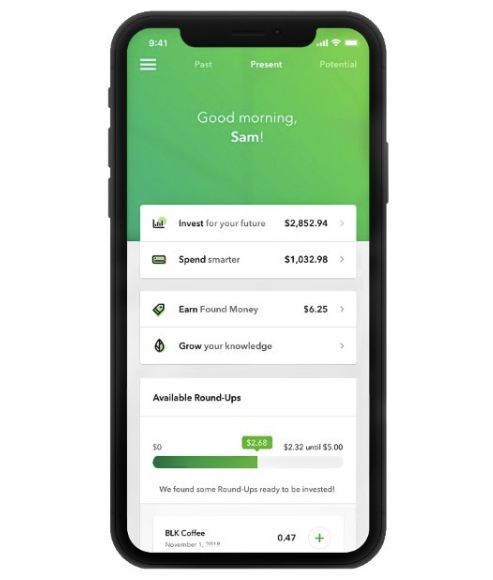 9:41
Past Present Potential
Good morning,
Sam!
Invest for your future $2,852.94
Spend smarter $1,032.98
Earn Found Money $6.25
Grow your knowledge
Available Round-Ups
$0 $2.68 $2.32 until $5.00
We found some Round-Ups ready to be invested!
BLK Coffee 0.47 +
November 1,